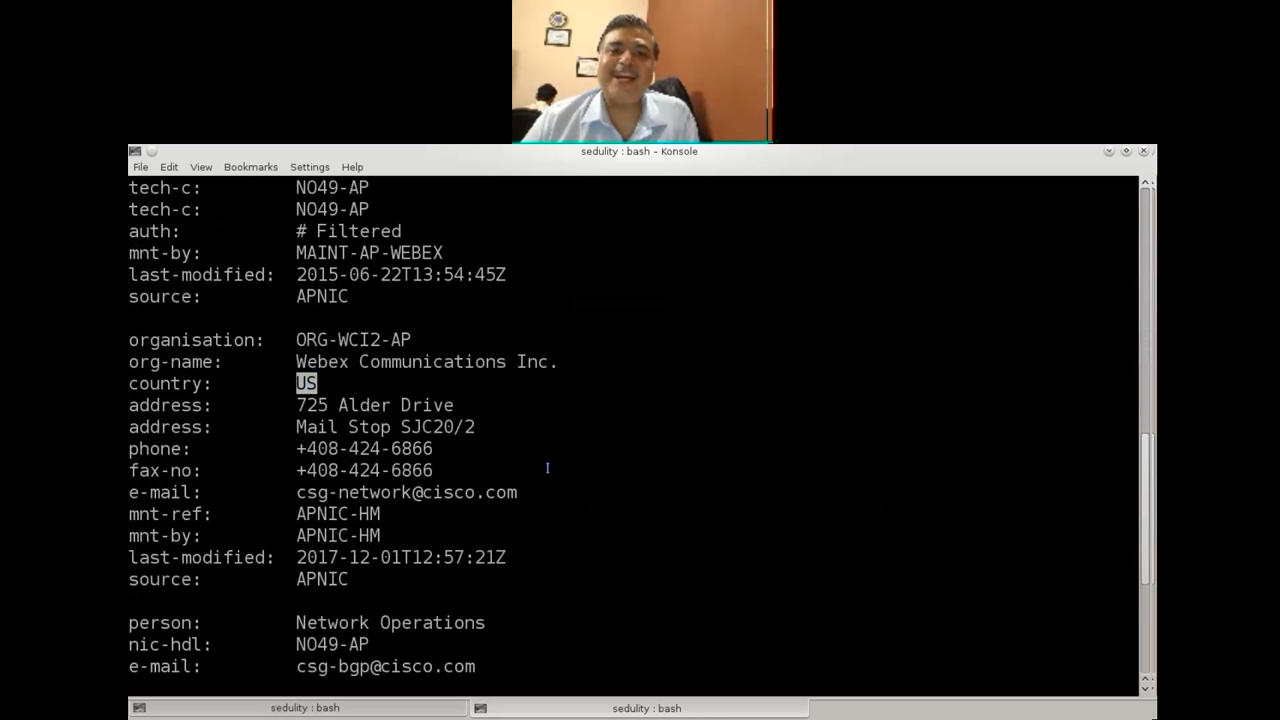 sedulity : bash – Konsole
File Edit View Bookmarks Settings Help
tech-c: NO49-AP
tech-c: NO49-AP
auth: # Filtered
mnt-by: MAINT-AP-WEBEX
last-modified: 2015-06-22T13:54:45Z
source: APNIC
organisation: ORG-WCI2-AP
org-name: Webex Communications Inc.
country: US
address: 725 Alder Drive
address: Mail Stop SJC20/2
phone: +408-424-6866
fax-no: +408-424-6866
e-mail: csg-network@cisco.com
mnt-ref: APNIC-HM
mnt-by: APNIC-HM
last-modified: 2017-12-01T12:57:21Z
source: APNIC
person: Network Operations
nic-hdl: NO49-AP
e-mail: csg-bgp@cisco.com
sedulity : bash sedulity : bash